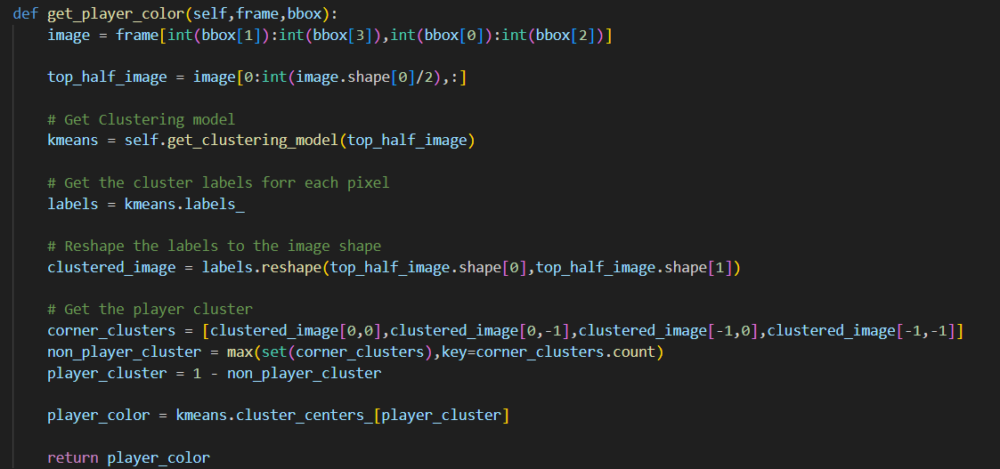 def get_player_color(self,frame,bbox):
image = frame[int(bbox[1]):int(bbox[3]),int(bbox[0]):int(bbox[2])]
top_half_image = image[0:int(image.shape[0]/2),:]
# Get Clustering model
kmeans = self.get_clustering_model(top_half_image)
# Get the cluster labels forr each pixel
labels = kmeans.labels_
# Reshape the labels to the image shape
clustered_image = labels.reshape(top_half_image.shape[0],top_half_image.shape[1])
# Get the player cluster
corner_clusters = [clustered_image[0,0],clustered_image[0,-1],clustered_image[-1,0],clustered_image[-1,-1]]
non_player_cluster = max(set(corner_clusters),key=corner_clusters.count)
player_cluster = 1 - non_player_cluster
player_color = kmeans.cluster_centers_[player_cluster]
return player_color